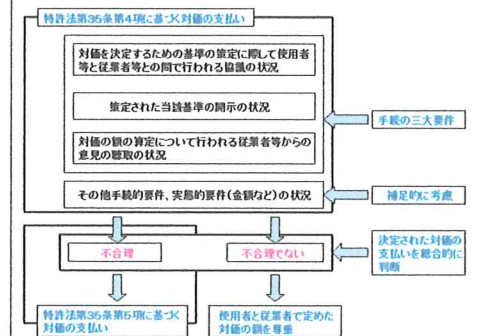 特許法第35条第4項に基づく対価の支払い
対価を決定するための基準の策定に際して使用者
等と従業者等との間で行われる協議の状況
策定された当該基準の開示の状況
手続の三大要件
対価の額の算定について行われる従業者等からの
意見の聴取の状況
その他手続的要件、実態的要件(金額など)の状況
補足的に考慮
不合理
不合理でない
決定された対価の
支払いを総合的に
判断
特許法第35条第5項に基づく
対価の支払い
使用者と従業者で定めた
対価の額を尊重